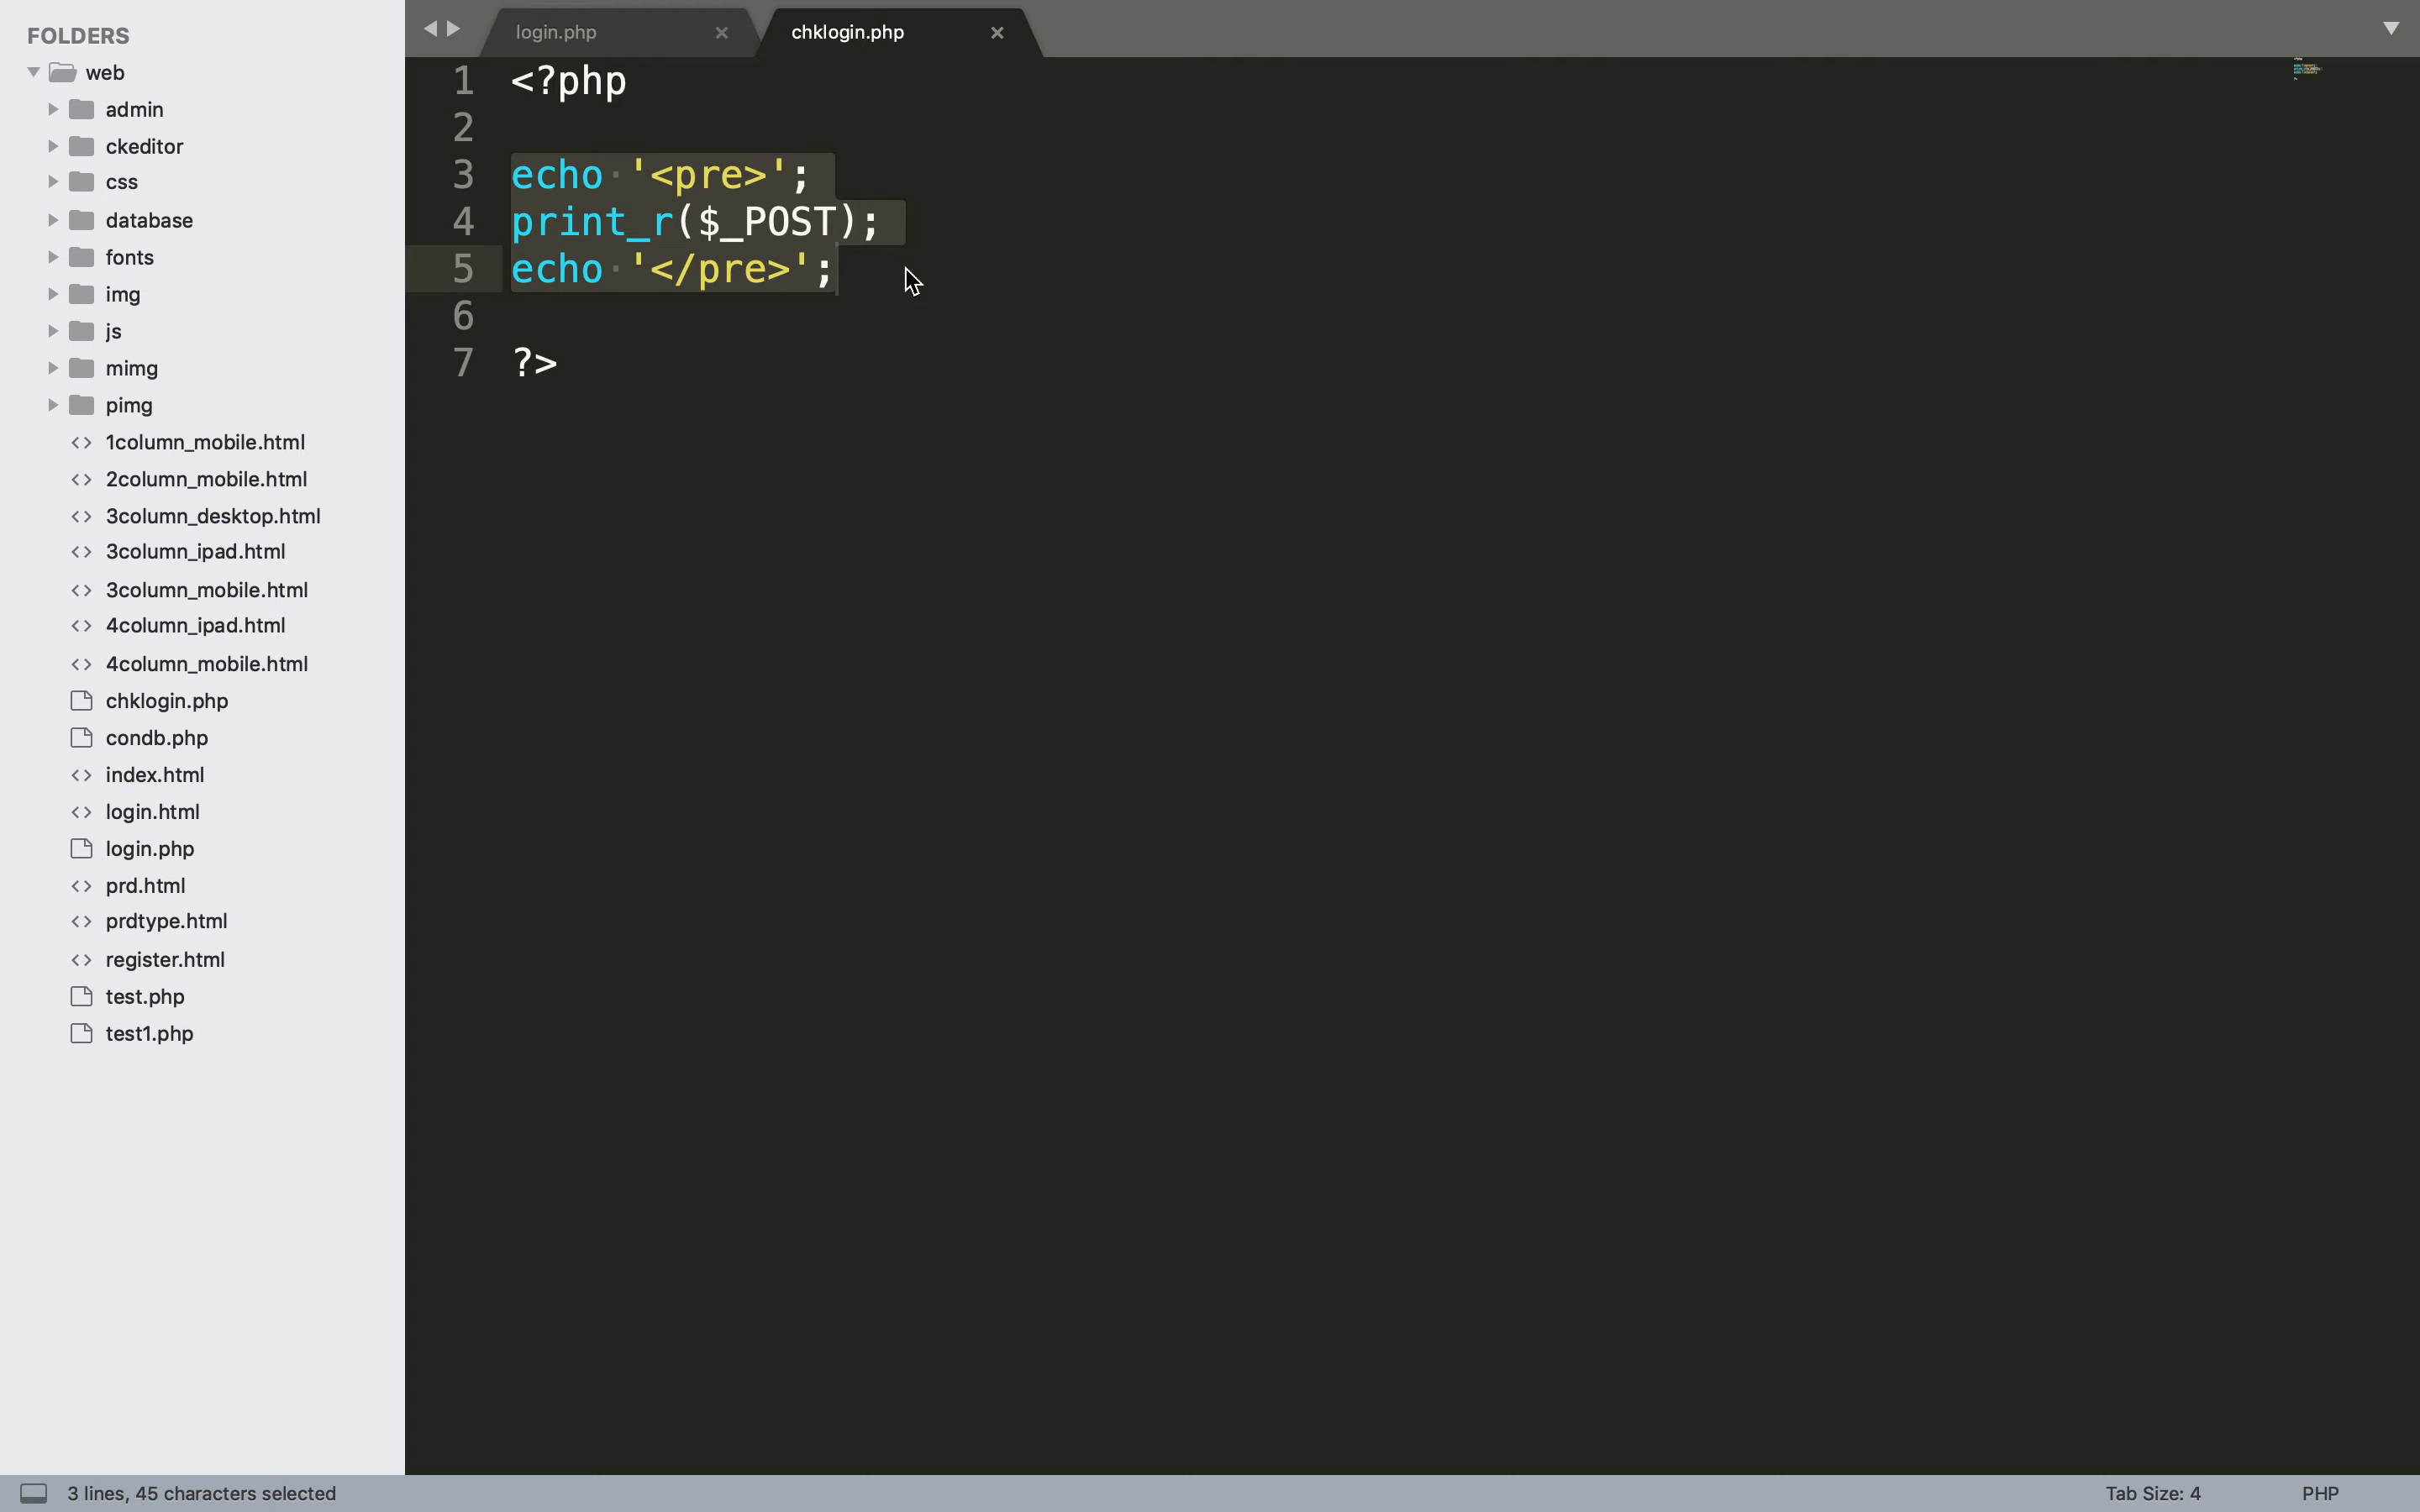 FOLDERS
web
admin
ckeditor
css
database
fonts
img
js
mimg
pimg
1column_mobile.html
2column_mobile.html
3column_desktop.html
3column_ipad.html
3column_mobile.html
4column_ipad.html
4column_mobile.html
chklogin.php
condb.php
index.html
login.html
login.php
prd.html
prdtype.html
register.html
test.php
test1.php
login.php
chklogin.php
1 <?php
2
3 echo '<pre>';
4 print_r($_POST);
5 echo '</pre>';
6
7 ?>
3 lines, 45 characters selected
Tab Size: 4
PHP